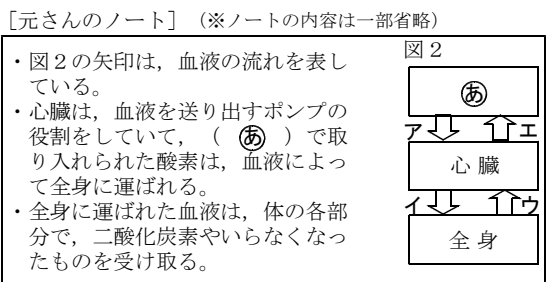 ［元さんのノート］（※ノートの内容は一部省略）
・図２の矢印は，血液の流れを表し
ている。
・心臓は，血液を送り出すポンプの
役割をしていて，（ あ ）で取
り入れられた酸素は，血液によっ
て全身に運ばれる。
・全身に運ばれた血液は，体の各部
分で，二酸化炭素やいらなくなっ
たものを受け取る。
図２
あ
ア エ
心 臓
イ ウ
全 身